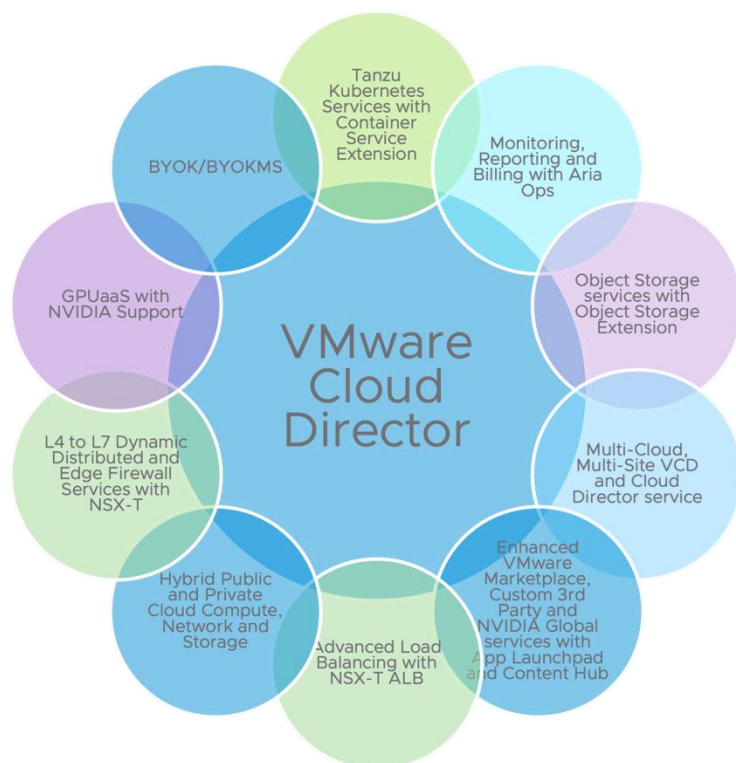 Tanzu
Kubernetes
Services with
Container
Service
Extension
Monitoring,
Reporting and
Billing with Aria
Ops
Object Storage
services with
Object Storage
Extension
Multi-Cloud,
Multi-Site VCD
and Cloud
Director service
Enhanced
VMware
Marketplace,
Custom 3rd
Party and
NVIDIA Global
services with
App Launchpad
and Content Hub
Advanced Load
Balancing with
NSX-T ALB
Hybrid Public
and Private
Cloud Compute,
Network and
Storage
L4 to L7 Dynamic
Distributed and
Edge Firewall
Services with
NSX-T
GPUaaS with
NVIDIA Support
BYOK/BYOKMS
VMware
Cloud
Director